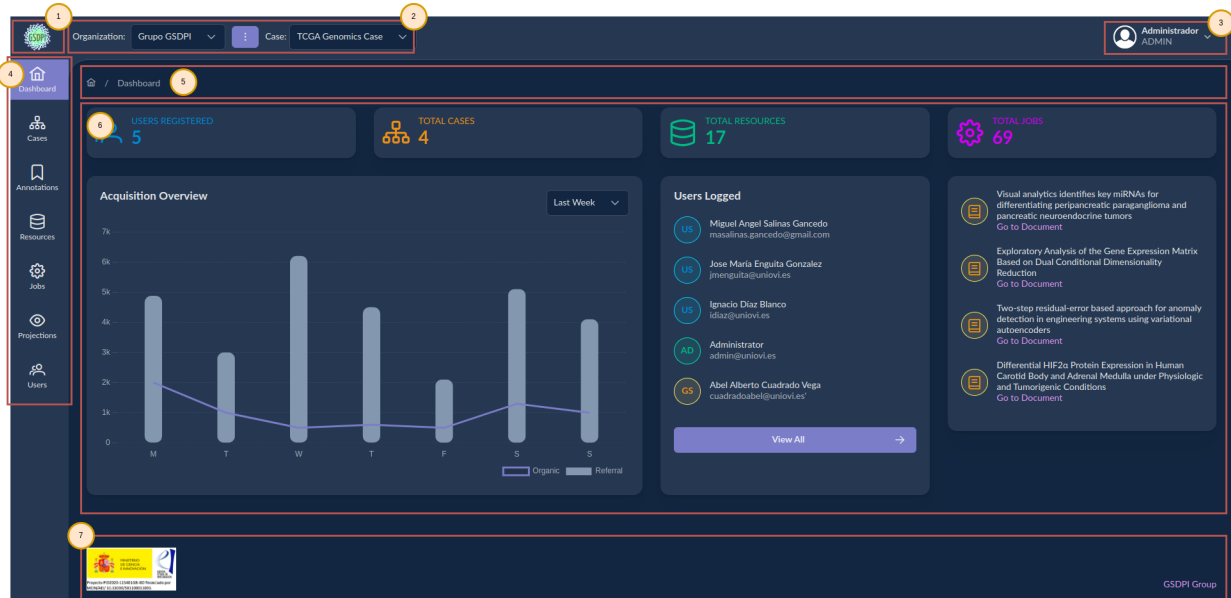 1
2
3
GSDPI
Organization: Grupo GSDPI Case: TCGA Genomics Case
Administrador
ADMIN
4
Dashboard
Cases
Annotations
Resources
Jobs
Projections
Users
/ Dashboard 5
6
USERS REGISTERED
5
TOTAL CASES
4
TOTAL RESOURCES
17
TOTAL JOBS
69
Acquisition Overview
Last Week
7k
6k
5k
4k
3k
2k
1k
0
M T W T F S S
Organic Referral
Users Logged
US
Miguel Angel Salinas Gancedo
masalinas.gancedo@gmail.com
US
Jose María Enguita Gonzalez
jmenguita@uniovi.es
US
Ignacio Díaz Blanco
idiaz@uniovi.es
AD
Administrator
admin@uniovi.es
GS
Abel Alberto Cuadrado Vega
cuadradoabel@uniovi.es'
View All
Visual analytics identifies key miRNAs for
differentiating peripancreatic paraganglioma and
pancreatic neuroendocrine tumors
Go to Document
Exploratory Analysis of the Gene Expression Matrix
Based on Dual Conditional Dimensionality
Reduction
Go to Document
Two-step residual-error based approach for anomaly
detection in engineering systems using variational
autoencoders
Go to Document
Differential HIF2α Protein Expression in Human
Carotid Body and Adrenal Medulla under Physiologic
and Tumorigenic Conditions
Go to Document
7
MINISTERIO
DE CIENCIA
E INNOVACIÓN
GSDPI Group